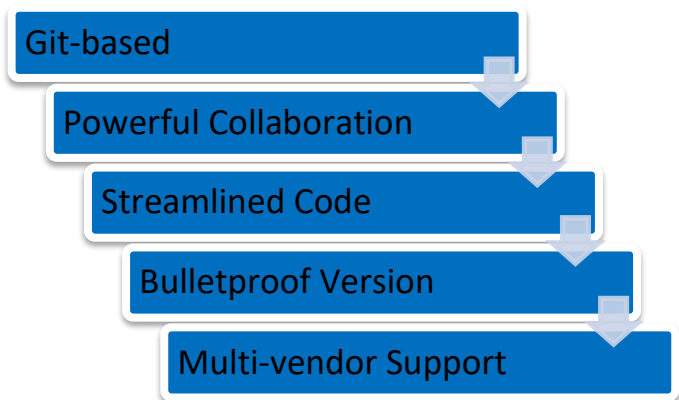 Git-based
Powerful Collaboration
Streamlined Code
Bulletproof Version
Multi-vendor Support